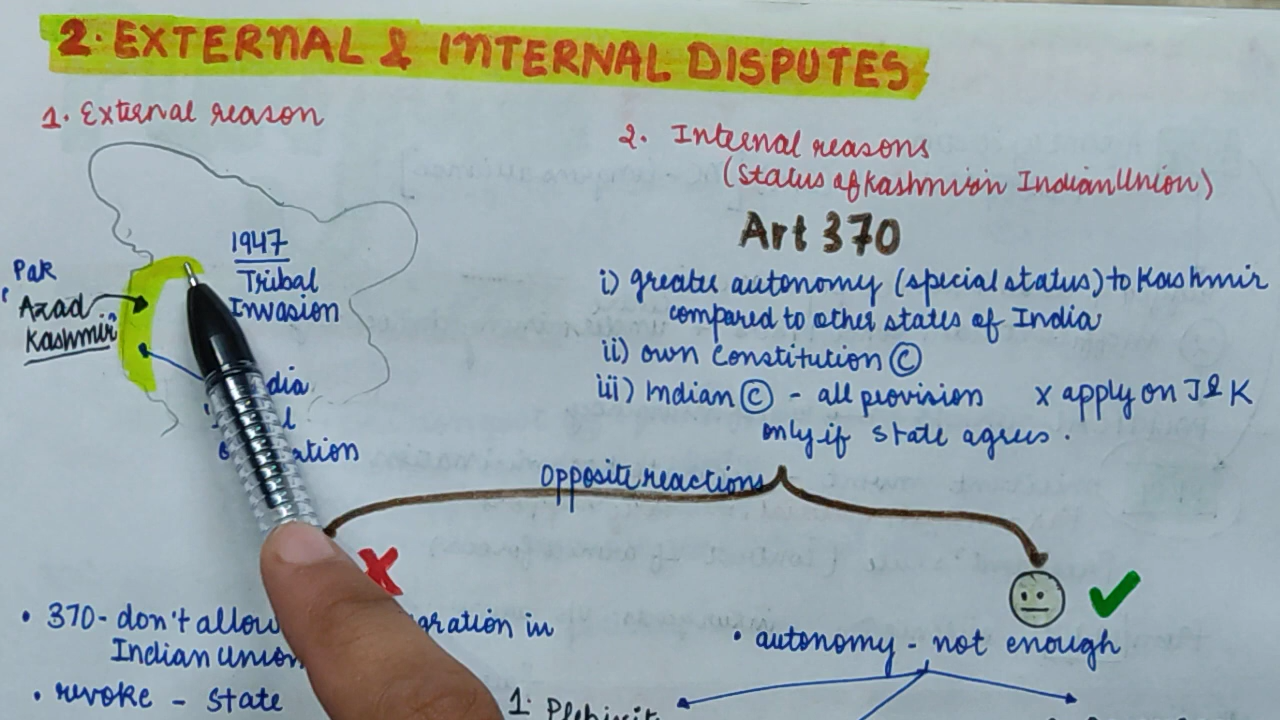 2. EXTERNAL & INTERNAL DISPUTES
1. External reason
1947
Tribal
Invasion
Pak
Azad
Kashmir
2. Internal reasons
(Status of Kashmir in Indian Union)
Art 370
i) greater autonomy (special status) to Kashmir
compared to other states of India
ii) own Constitution ©
iii) Indian © - all provision x apply on J&K
only if state agrees.
Opposite reactions
• 370 - don't allow
Indian Union
• revoke - state
• autonomy - not enough
1.